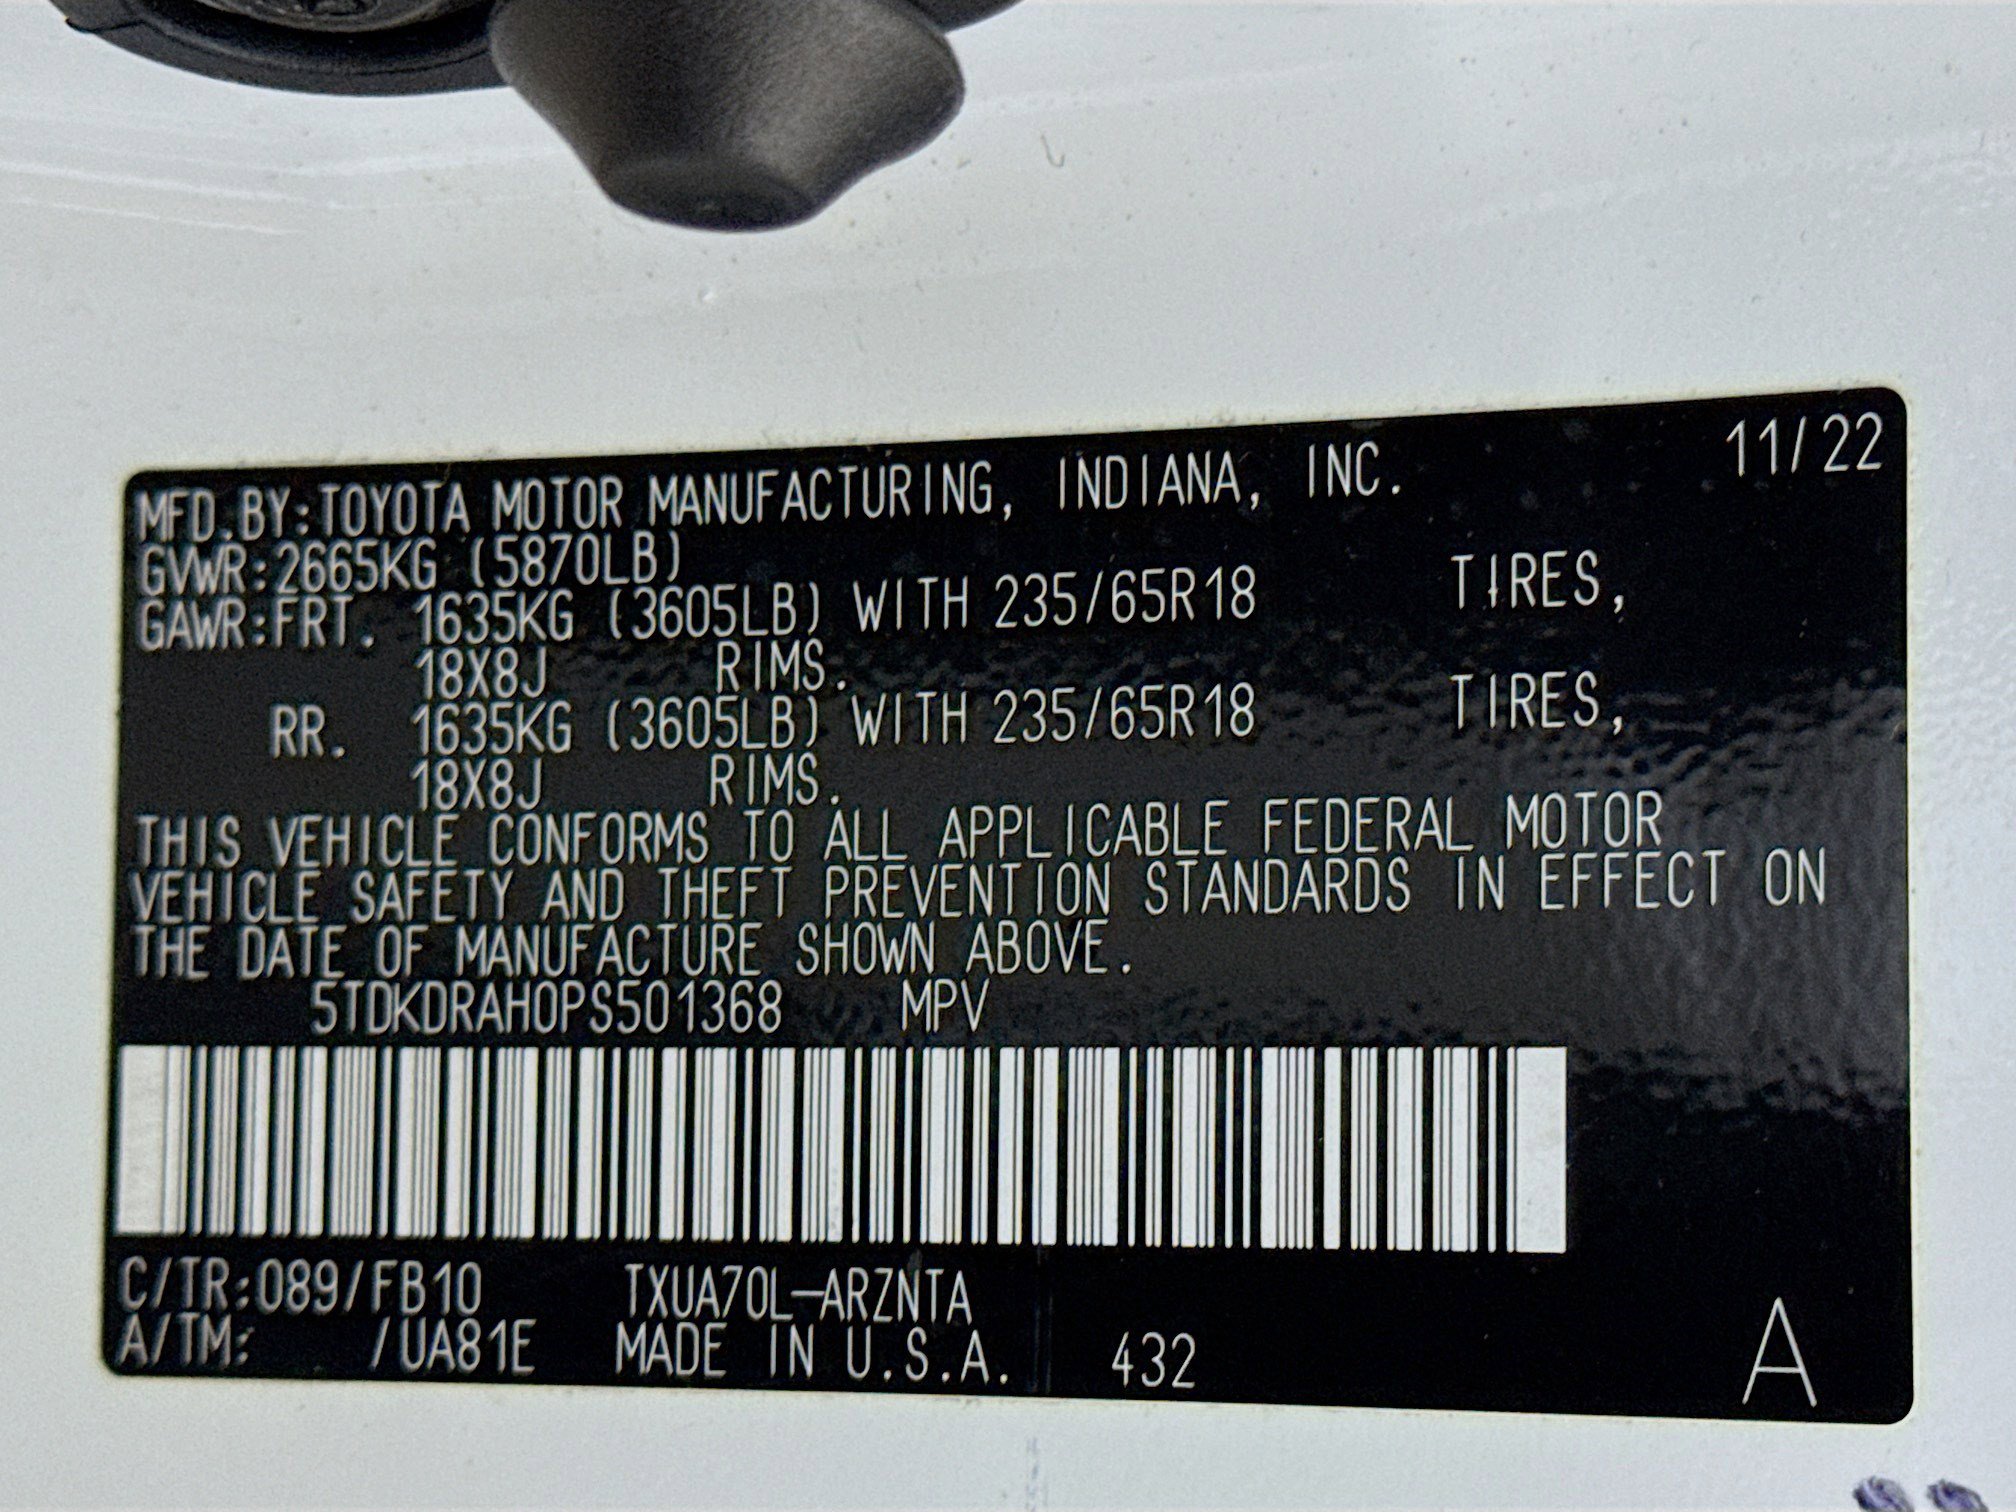 MFD.BY:TOYOTA MOTOR MANUFACTURING, INDIANA, INC. 11/22
GVWR:2665KG (5870LB)
GAWR:FRT. 1635KG (3605LB) WITH 235/65R18 TIRES,
18X8J RIMS.
RR. 1635KG (3605LB) WITH 235/65R18 TIRES,
18X8J RIMS.
THIS VEHICLE CONFORMS TO ALL APPLICABLE FEDERAL MOTOR
VEHICLE SAFETY AND THEFT PREVENTION STANDARDS IN EFFECT ON
THE DATE OF MANUFACTURE SHOWN ABOVE.
5TDKDRAH0PS501368 MPV
C/TR:089/FB10 TXUA70L-ARZNTA
A/TM: /UA81E MADE IN U.S.A. 432 A